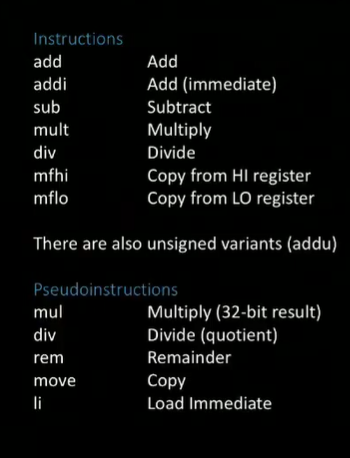 Instructions
add Add
addi Add (immediate)
sub Subtract
mult Multiply
div Divide
mfhi Copy from HI register
mflo Copy from LO register
There are also unsigned variants (addu)
Pseudoinstructions
mul Multiply (32-bit result)
div Divide (quotient)
rem Remainder
move Copy
li Load Immediate